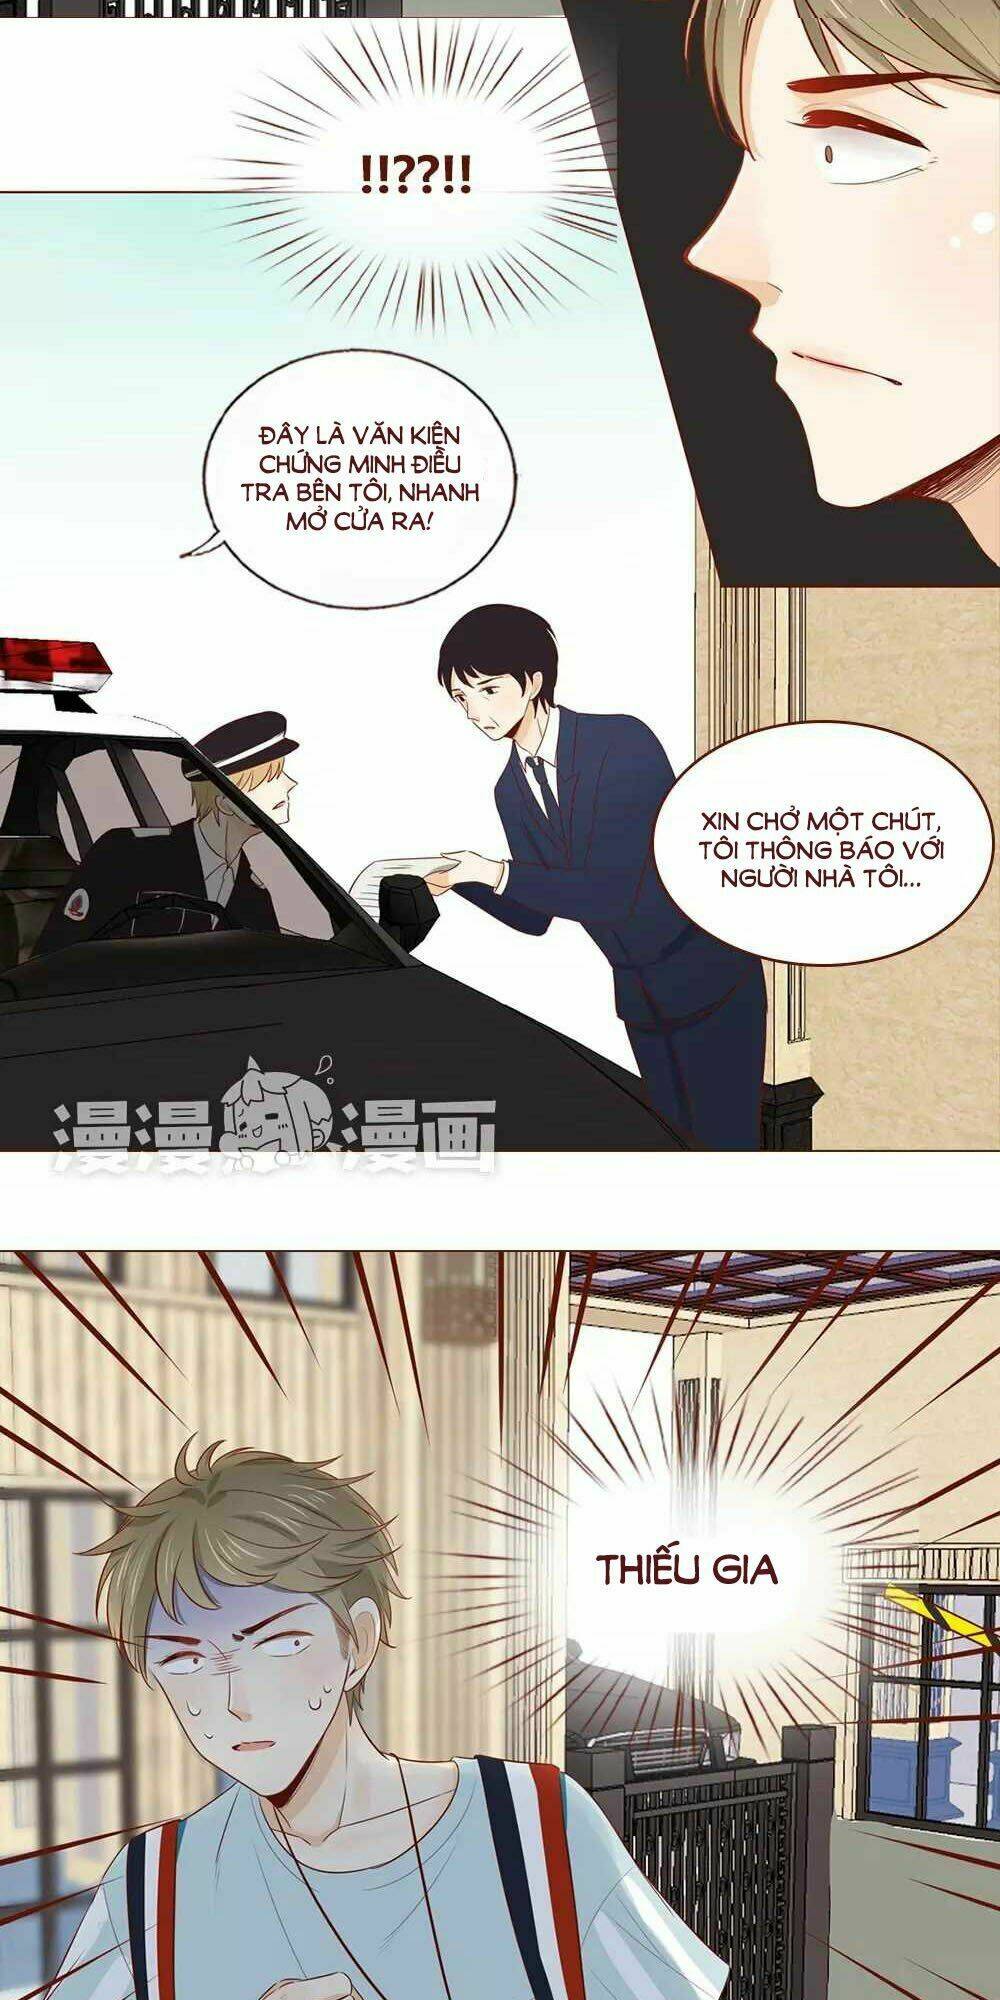 !!??!!
ĐÂY LÀ VĂN KIỆN
CHỨNG MINH ĐIỀU
TRA BÊN TÔI, NHANH
MỞ CỬA RA!
XIN CHỞ MỘT CHÚT,
TÔI THÔNG BÁO VỚI
NGƯỜI NHÀ TÔI...
漫漫漫画
THIẾU GIA